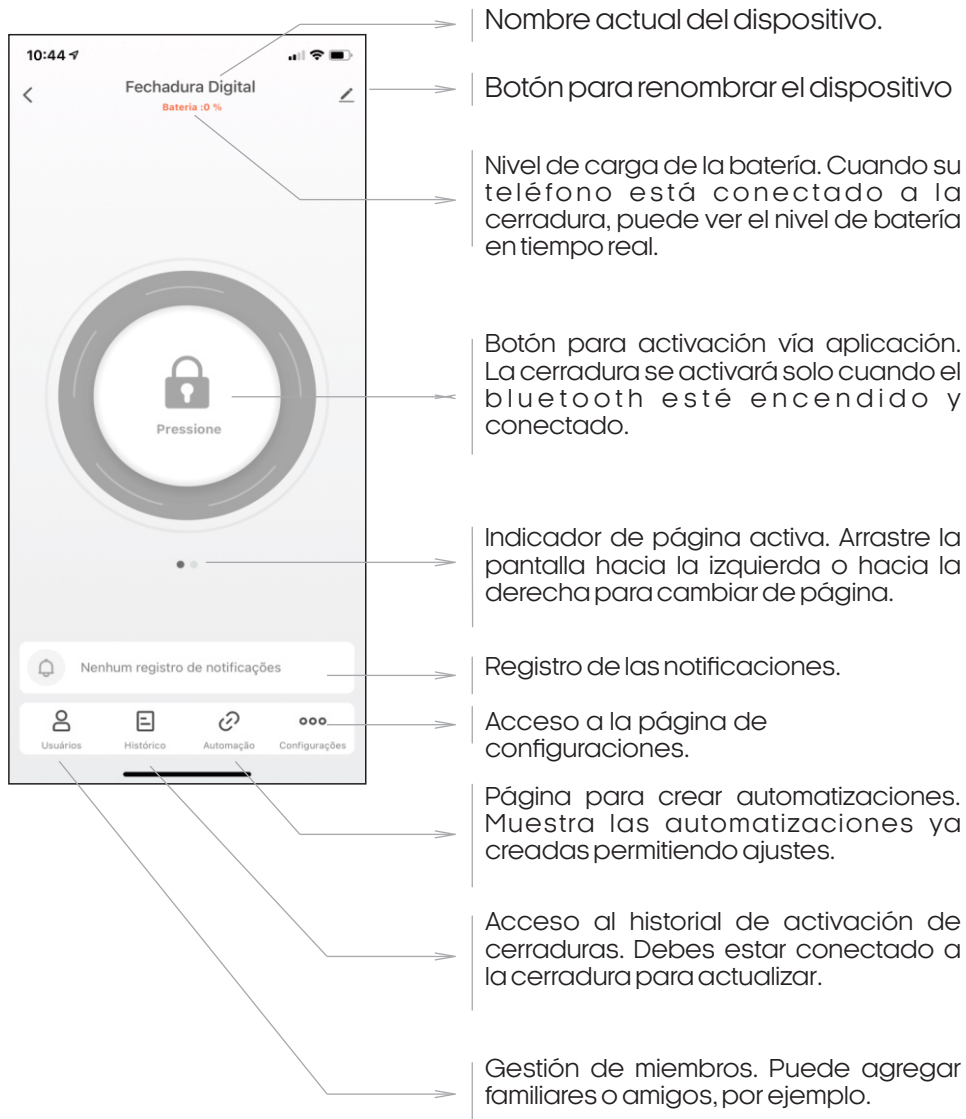 Nombre actual del dispositivo.
10:44
Fechadura Digital
Bateria :0 %
Botón para renombrar el dispositivo
Nivel de carga de la batería. Cuando su
teléfono está conectado a la
cerradura, puede ver el nivel de batería
en tiempo real.
Pressione
Botón para activación vía aplicación.
La cerradura se activará solo cuando el
bluetooth esté encendido y
conectado.
Indicador de página activa. Arrastre la
pantalla hacia la izquierda o hacia la
derecha para cambiar de página.
Nenhum registro de notificações
Registro de las notificaciones.
Usuários
Histórico
Automação
Configurações
Acceso a la página de
configuraciones.
Página para crear automatizaciones.
Muestra las automatizaciones ya
creadas permitiendo ajustes.
Acceso al historial de activación de
cerraduras. Debes estar conectado a
la cerradura para actualizar.
Gestión de miembros. Puede agregar
familiares o amigos, por ejemplo.